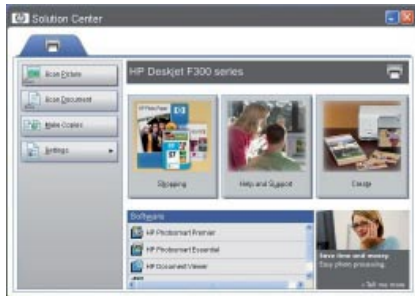 Solution Center
Scan Picture
Scan Document
Make Copies
Settings
HP Deskjet F300 series
Shopping
Help and Support
Create
Software
HP Photosmart Premier
HP Photosmart Essential
HP Document Viewer
Save time and money.
Easy photo processing.
Tell me more